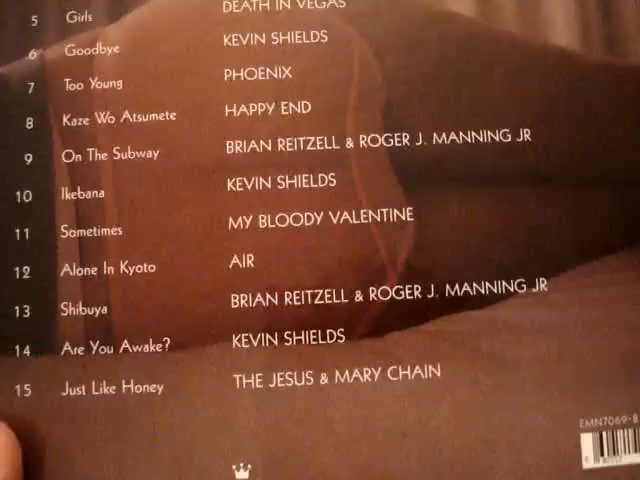 5 Girls DEATH IN VEGAS
6 Goodbye KEVIN SHIELDS
7 Too Young PHOENIX
8 Kaze Wo Atsumete HAPPY END
9 On The Subway BRIAN REITZELL & ROGER J. MANNING JR
10 Ikebana KEVIN SHIELDS
11 Sometimes MY BLOODY VALENTINE
12 Alone In Kyoto AIR
13 Shibuya BRIAN REITZELL & ROGER J. MANNING JR
14 Are You Awake? KEVIN SHIELDS
15 Just Like Honey THE JESUS & MARY CHAIN
EMN7069-8